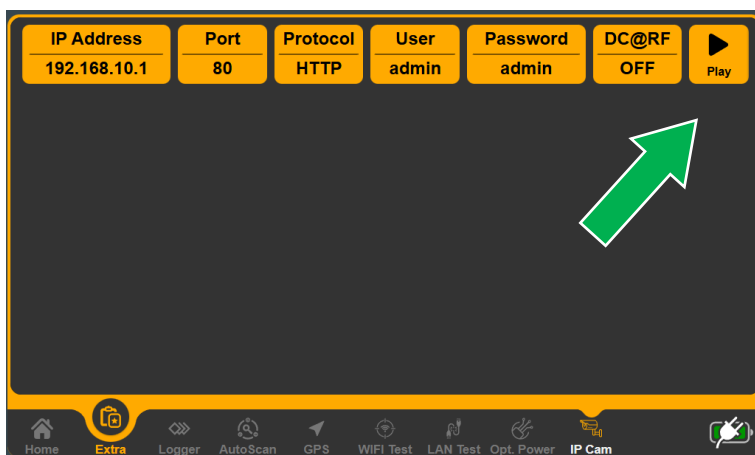 IP Address Port Protocol User Password DC@RF
192.168.10.1 80 HTTP admin admin OFF Play
Home Extra Logger AutoScan GPS WIFI Test LAN Test Opt. Power IP Cam